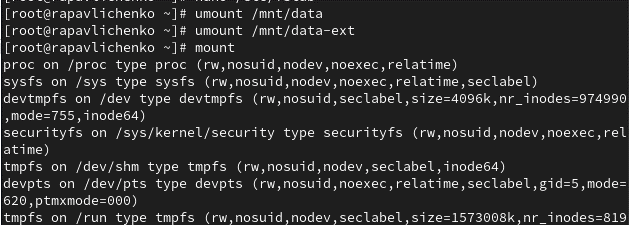 [root@rapavlichenko ~]# umount /mnt/data
[root@rapavlichenko ~]# umount /mnt/data-ext
[root@rapavlichenko ~]# mount
proc on /proc type proc (rw,nosuid,nodev,noexec,relatime)
sysfs on /sys type sysfs (rw,nosuid,nodev,noexec,relatime,seclabel)
devtmpfs on /dev type devtmpfs (rw,nosuid,seclabel,size=4096k,nr_inodes=974990
,mode=755,inode64)
securityfs on /sys/kernel/security type securityfs (rw,nosuid,nodev,noexec,rel
atime)
tmpfs on /dev/shm type tmpfs (rw,nosuid,nodev,seclabel,inode64)
devpts on /dev/pts type devpts (rw,nosuid,noexec,relatime,seclabel,gid=5,mode=
620,ptmxmode=000)
tmpfs on /run type tmpfs (rw,nosuid,nodev,seclabel,size=1573008k,nr_inodes=819